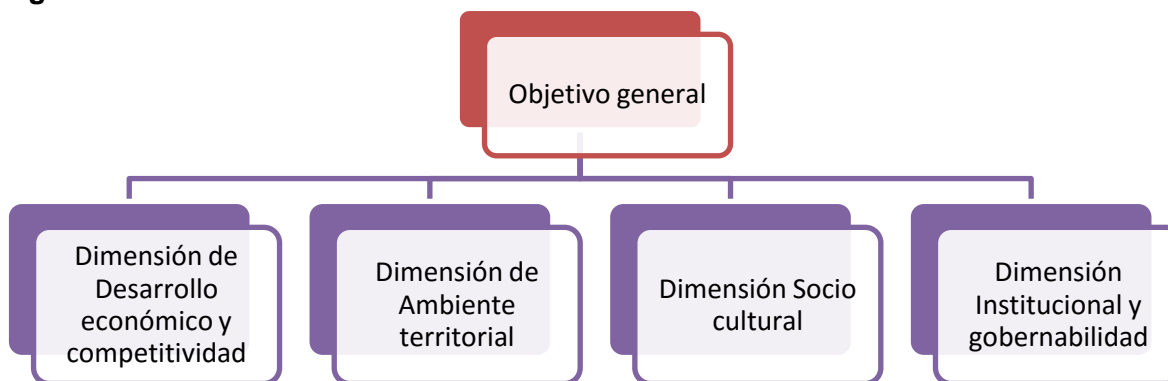 Objetivo general
Dimensión de
Desarrollo
económico y
competitividad
Dimensión de
Ambiente
territorial
Dimensión Socio
cultural
Dimensión
Institucional y
gobernabilidad